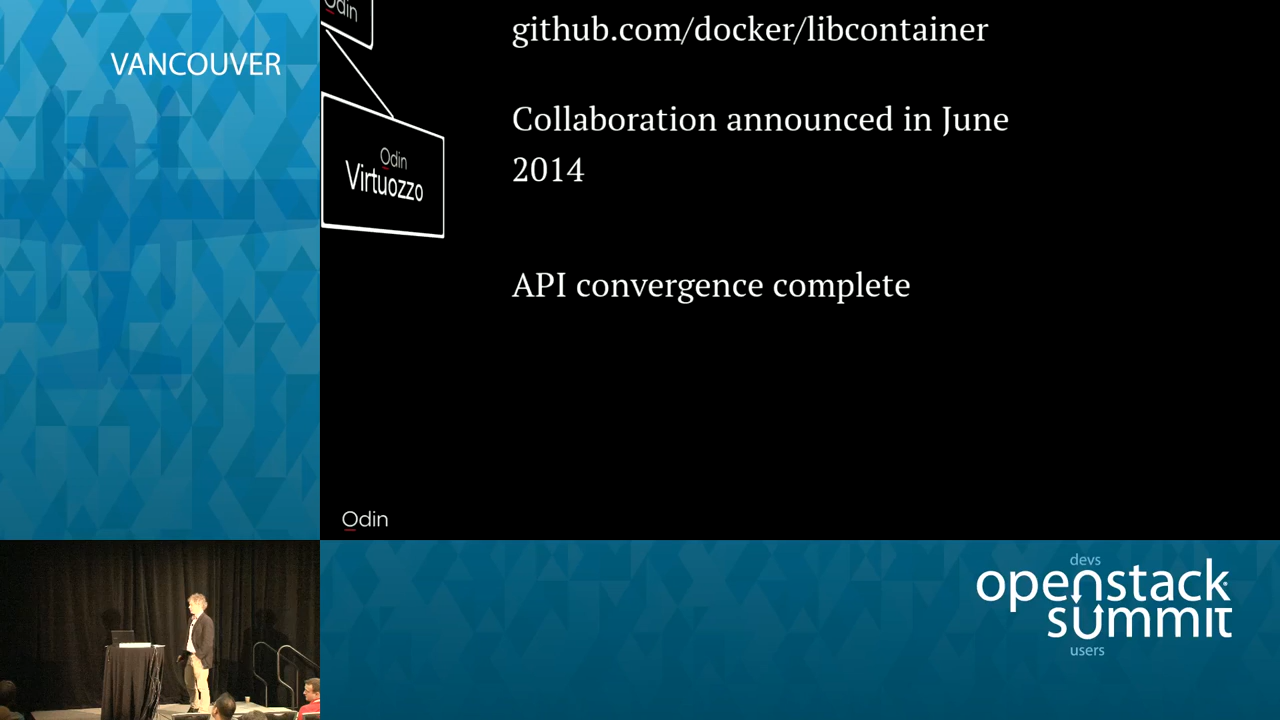 VANCOUVER
Odin
github.com/docker/libcontainer
Collaboration announced in June
2014
Odin
Virtuozzo
API convergence complete
Odin
devs
openstack
summit
users